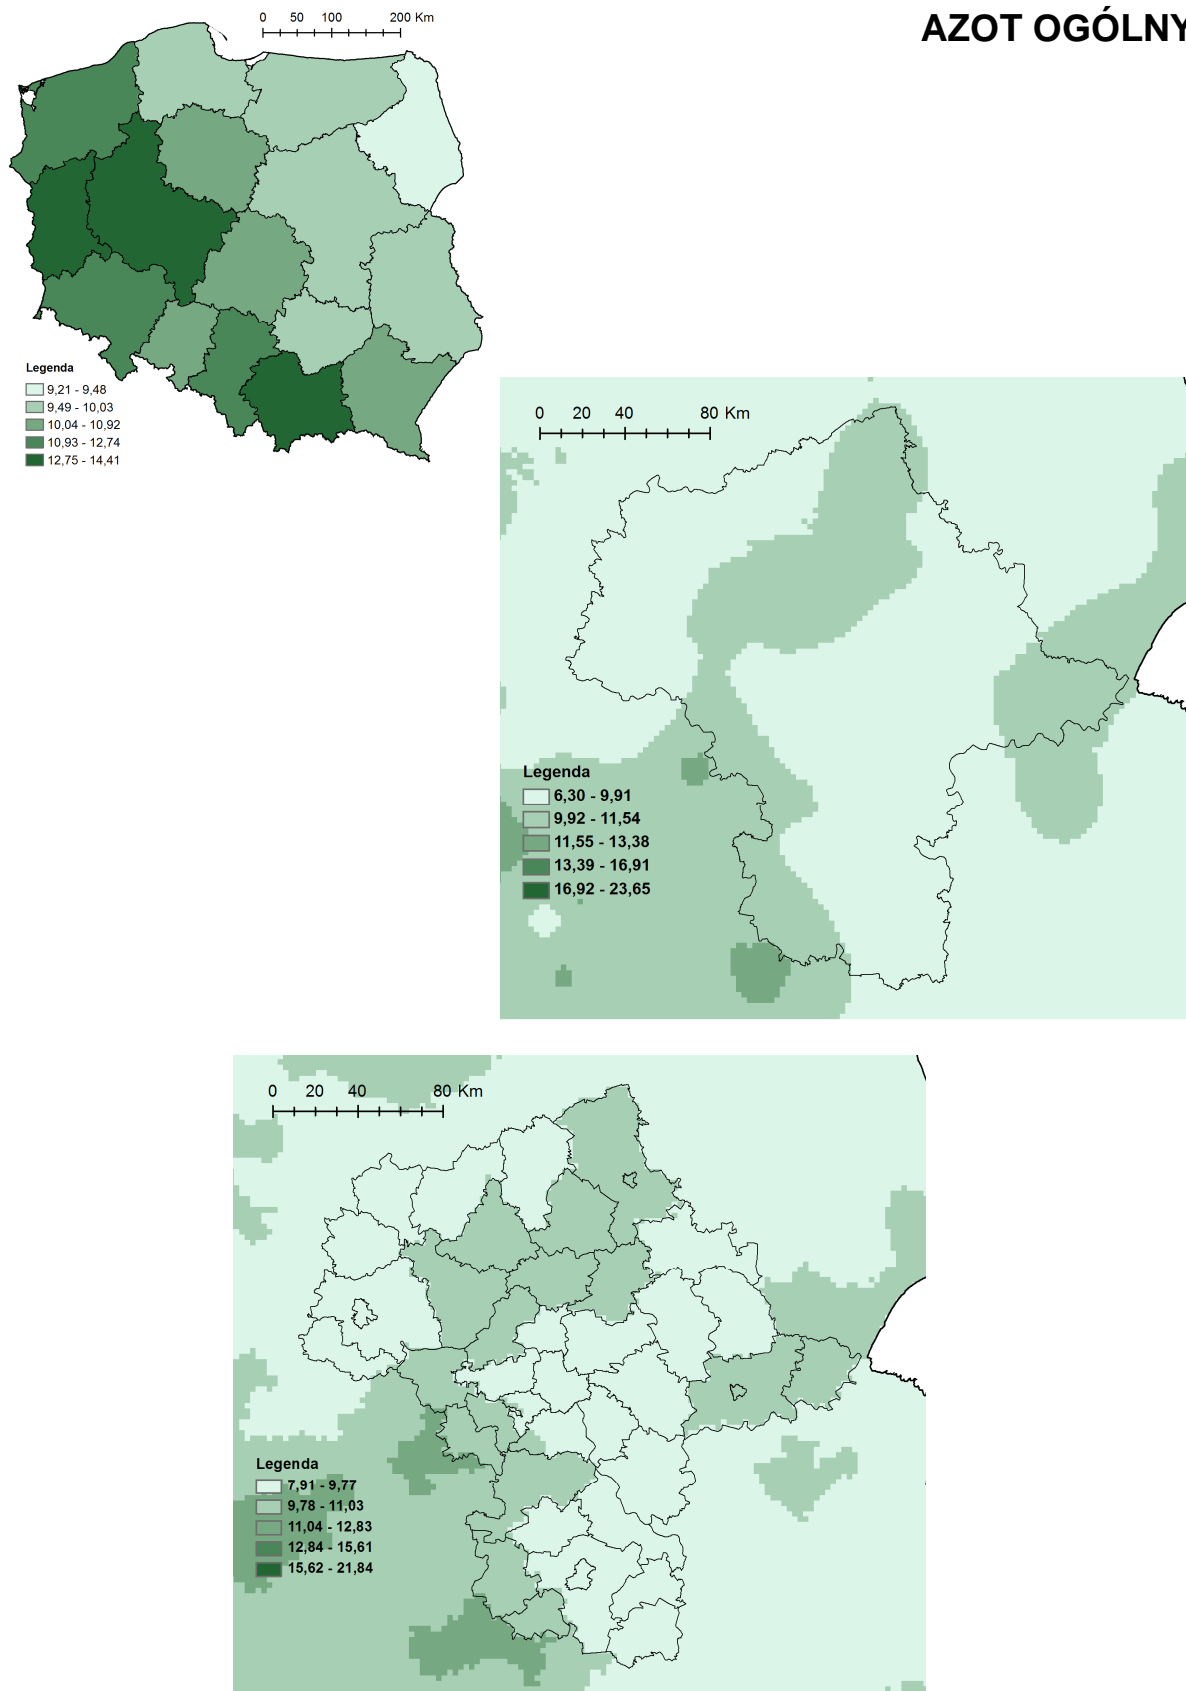 AZOT OGÓLNY
0 50 100 200 Km
Legenda
9,21 - 9,48
9,49 - 10,03
10,04 - 10,92
10,93 - 12,74
12,75 - 14,41
0 20 40 80 Km
Legenda
6,30 - 9,91
9,92 - 11,54
11,55 - 13,38
13,39 - 16,91
16,92 - 23,65
0 20 40 80 Km
Legenda
7,91 - 9,77
9,78 - 11,03
11,04 - 12,83
12,84 - 15,61
15,62 - 21,84